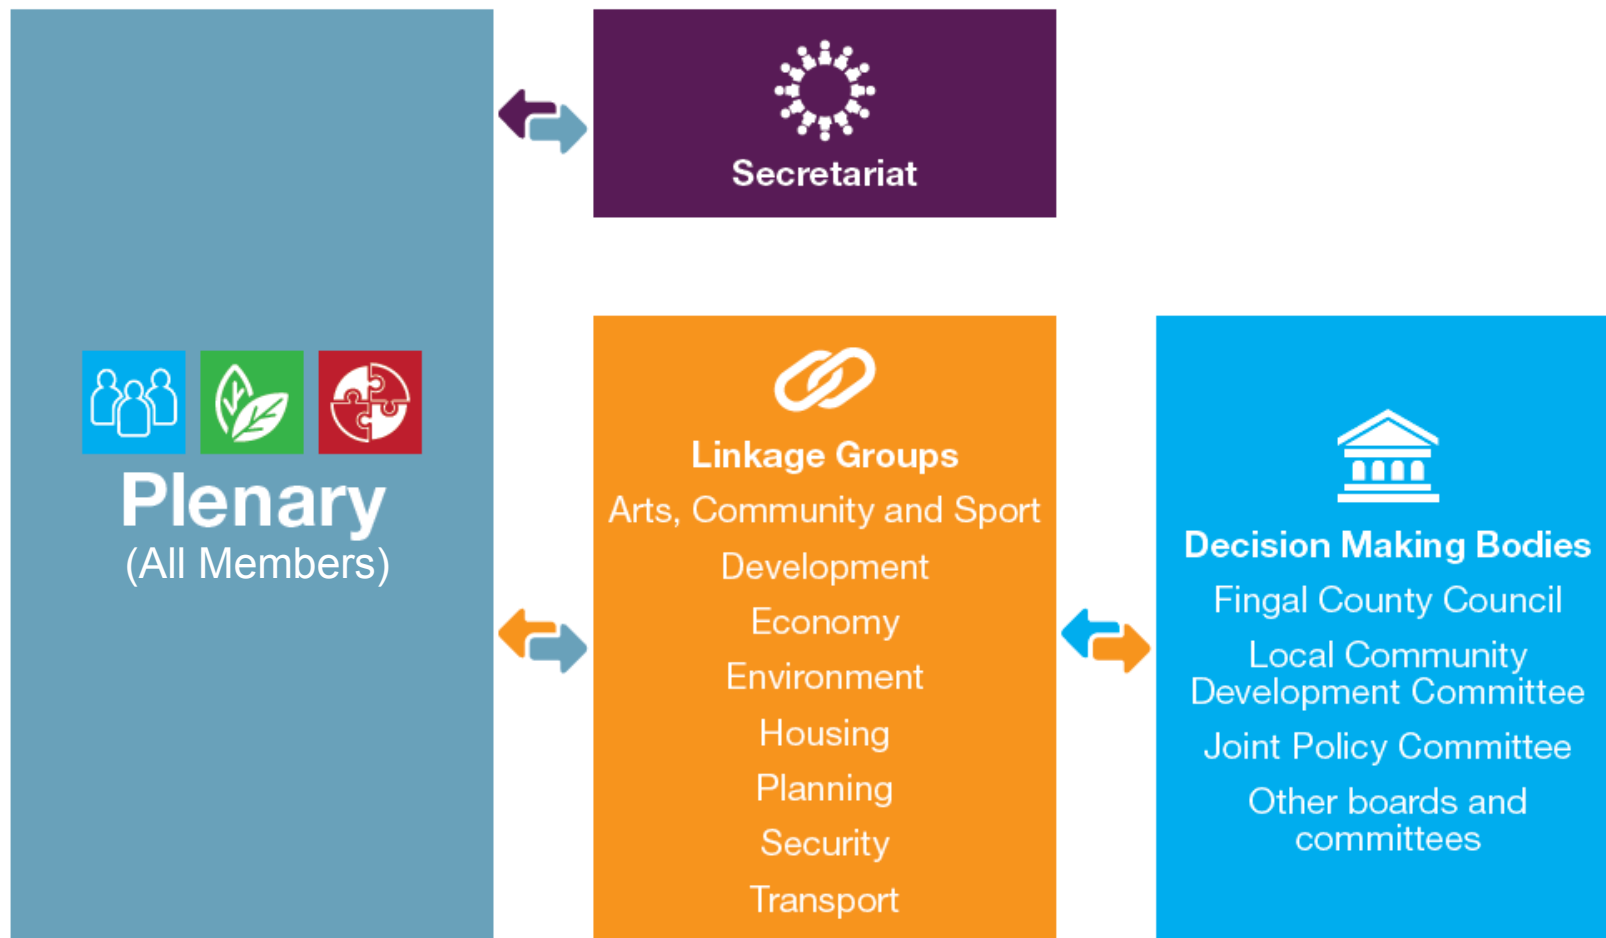 Plenary
(All Members)
Secretariat
Linkage Groups
Arts, Community and Sport
Development
Economy
Environment
Housing
Planning
Security
Transport
Decision Making Bodies
Fingal County Council
Local Community
Development Committee
Joint Policy Committee
Other boards and
committees